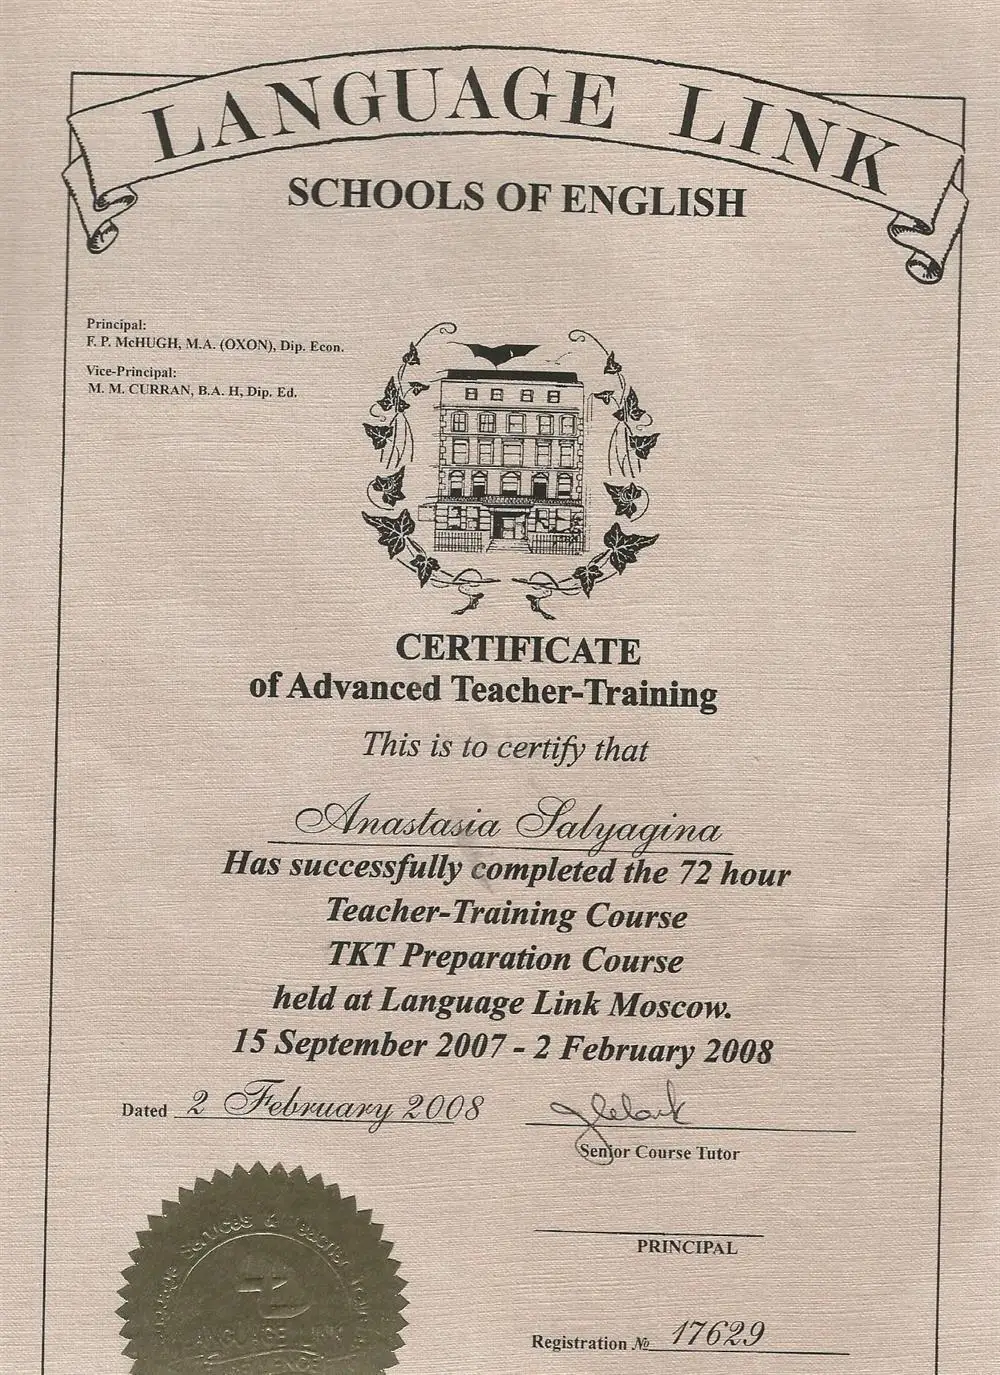 LANGUAGE LINK
SCHOOLS OF ENGLISH
Principal:
F. P. McHUGH, M.A. (OXON), Dip. Econ.
Vice-Principal:
M. M. CURRAN, B.A. H, Dip. Ed.
CERTIFICATE
of Advanced Teacher-Training
This is to certify that
Anastasia Salyagina
Has successfully completed the 72 hour
Teacher-Training Course
TKT Preparation Course
held at Language Link Moscow.
15 September 2007 - 2 February 2008
Dated 2 February 2008
Senior Course Tutor
PRINCIPAL
Registration № 17629
LANGUAGE LINK